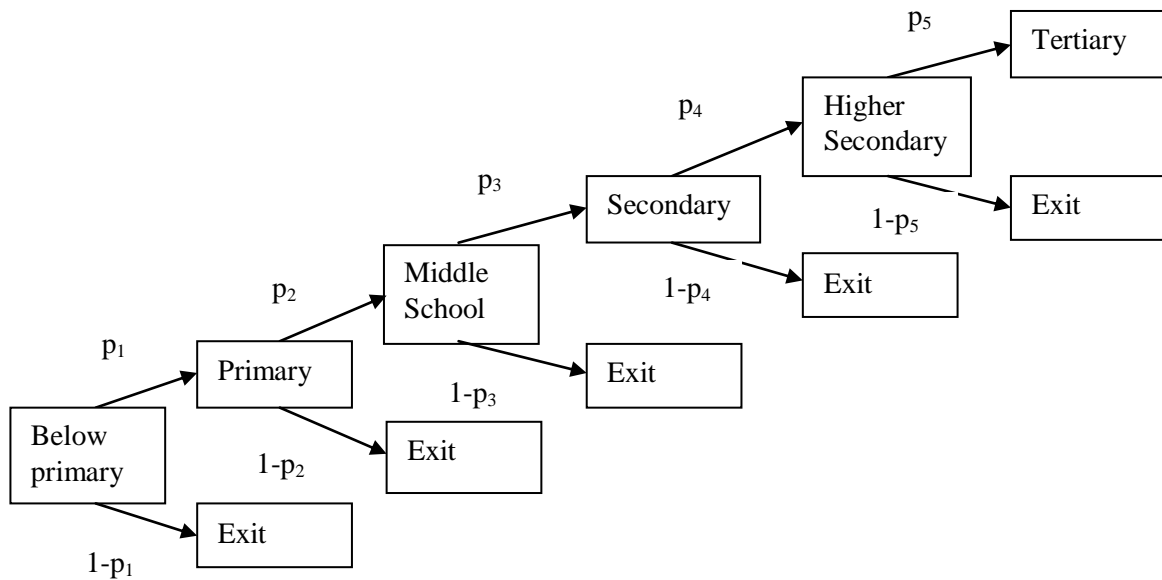 p₅
Tertiary
p₄
Higher
Secondary
p₃
Secondary
Exit
1-p₅
p₂
Middle
School
1-p₄
Exit
p₁
Primary
Exit
1-p₃
Below
primary
Exit
1-p₂
Exit
1-p₁